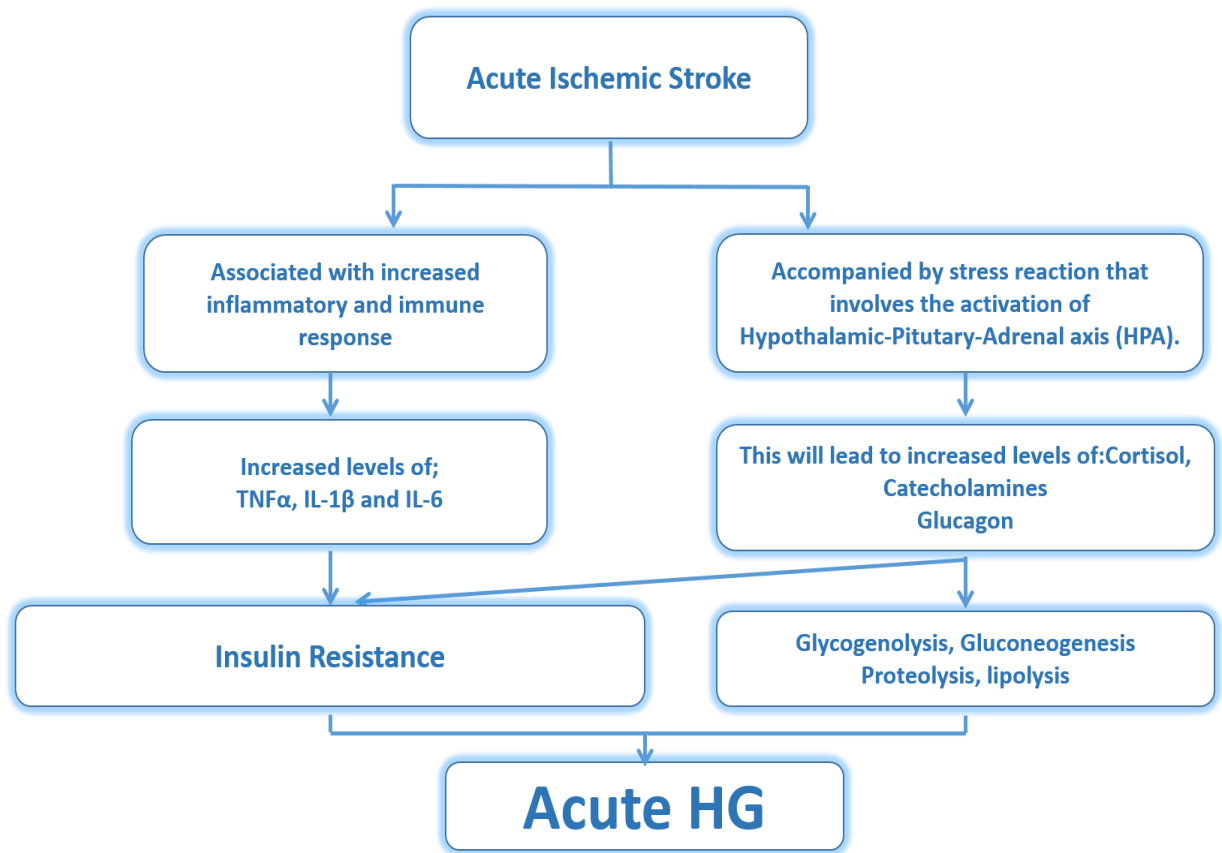 Acute Ischemic Stroke
Associated with increased
inflammatory and immune
response
Accompanied by stress reaction that
involves the activation of
Hypothalamic-Pitutary-Adrenal axis (HPA).
Increased levels of;
TNFα, IL-1β and IL-6
This will lead to increased levels of:Cortisol,
Catecholamines
Glucagon
Insulin Resistance
Glycogenolysis, Gluconeogenesis
Proteolysis, lipolysis
Acute HG